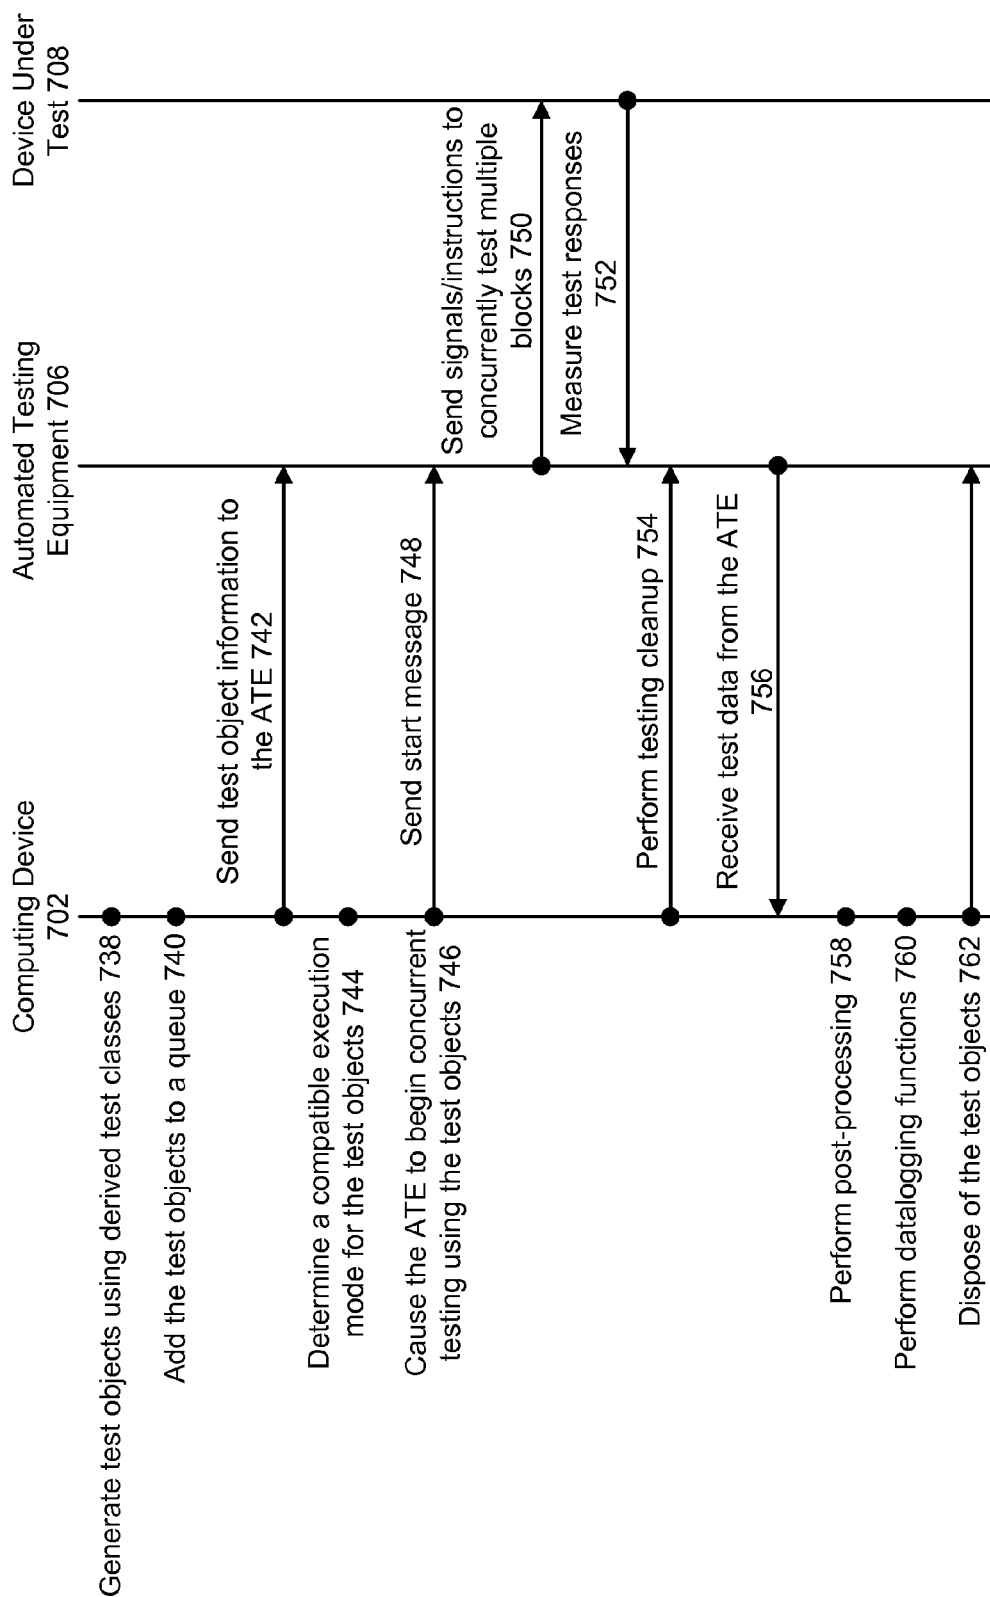 Computing Device
702
Automated Testing
Equipment 706
Device Under
Test 708
Generate test objects using derived test classes 738
Add the test objects to a queue 740
Send test object information to
the ATE 742
Determine a compatible execution
mode for the test objects 744
Cause the ATE to begin concurrent
testing using the test objects 746
Send start message 748
Send signals/instructions to
concurrently test multiple
blocks 750
Measure test responses
752
Perform testing cleanup 754
Receive test data from the ATE
756
Perform post-processing 758
Perform datalogging functions 760
Dispose of the test objects 762